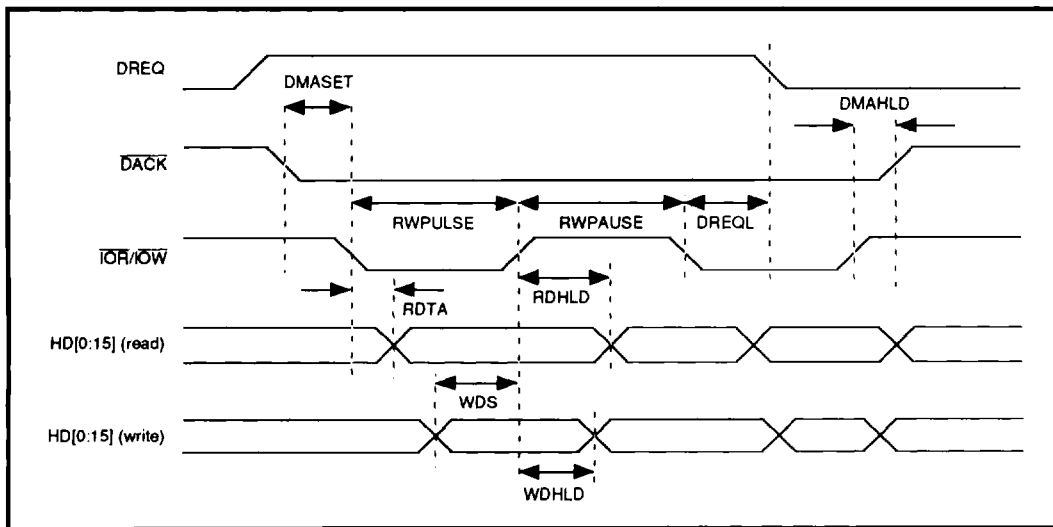 DREQ
DMASET
DMAHLD
DACK
RWPULSE
RWPAUSE
DREQL
IOR/IOW
RDTA
RDHLD
HD[0:15] (read)
WDS
HD[0:15] (write)
WDHLD